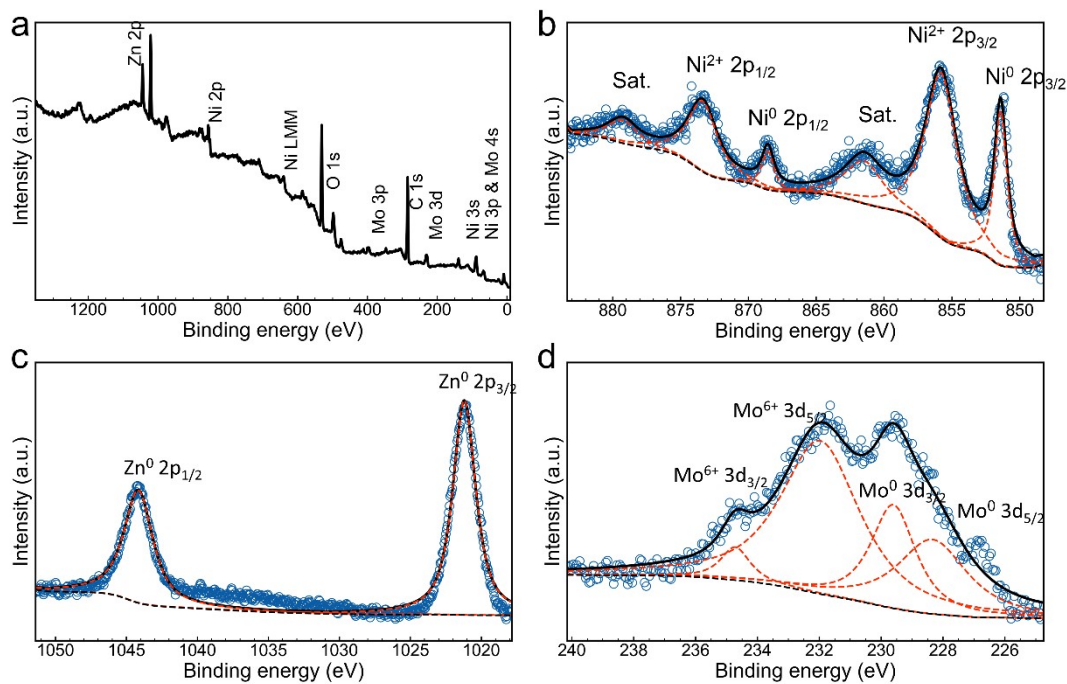 a
Zn 2p
Ni 2p
Ni LMM
O 1s
Mo 3p
C 1s
Mo 3d
Ni 3s
Ni 3p & Mo 4s
Intensity (a.u.)
1200 1000 800 600 400 200 0
Binding energy (eV)
b
Sat.
Ni²⁺ 2p₁/₂
Ni⁰ 2p₁/₂
Sat.
Ni²⁺ 2p₃/₂
Ni⁰ 2p₃/₂
Intensity (a.u.)
880 875 870 865 860 855 850
Binding energy (eV)
c
Zn⁰ 2p₁/₂
Zn⁰ 2p₃/₂
Intensity (a.u.)
1050 1045 1040 1035 1030 1025 1020
Binding energy (eV)
d
Mo⁶⁺ 3d₃/₂
Mo⁶⁺ 3d₅/₂
Mo⁰ 3d₃/₂
Mo⁰ 3d₅/₂
Intensity (a.u.)
240 238 236 234 232 230 228 226
Binding energy (eV)